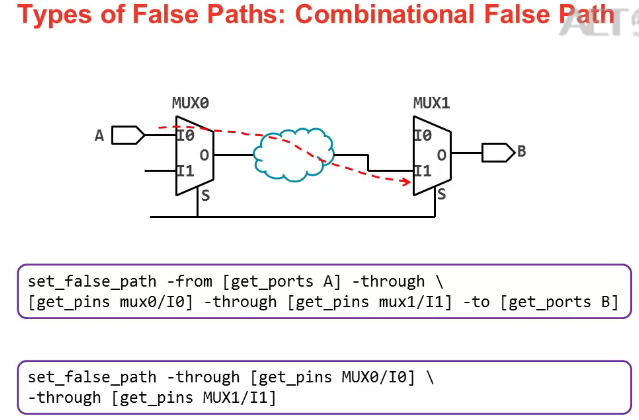 Types of False Paths: Combinational False Path
MUX0
MUX1
A
I0
O
I1
S
I0
O
I1
S
B
set_false_path -from [get_ports A] -through \
[get_pins mux0/I0] -through [get_pins mux1/I1] -to [get_ports B]
set_false_path -through [get_pins MUX0/I0] \
-through [get_pins MUX1/I1]